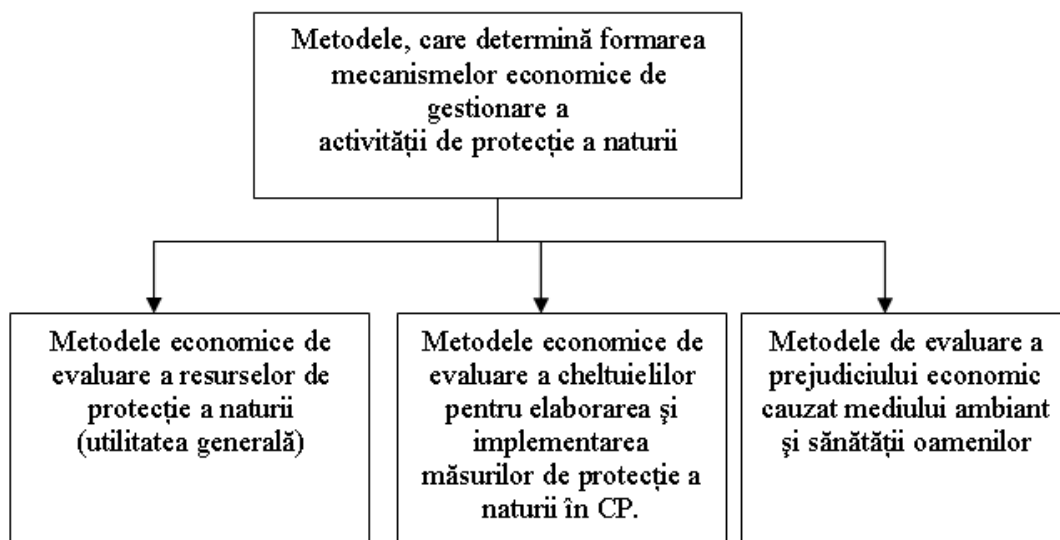 Metodele, care determină formarea
mecanismelor economice de
gestionare a
activității de protecție a naturii
Metodele economice de
evaluare a resurselor de
protecție a naturii
(utilitatea generală)
Metodele economice de
evaluare a cheltuielilor
pentru elaborarea şi
implementarea
măsurilor de protecție a
naturii în CP.
Metodele de evaluare a
prejudiciului economic
cauzat mediului ambiant
şi sănătății oamenilor